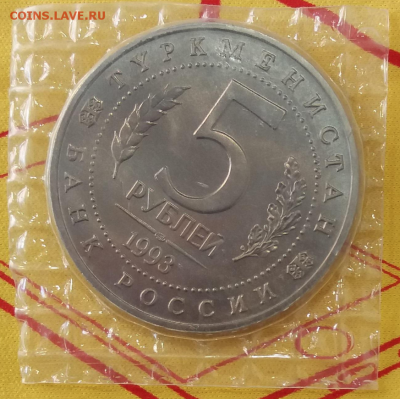 COINS.LAVE.RU
ТУРКМЕНИСТАН
5
РУБЛЕЙ
1993
БАНК РОССИИ